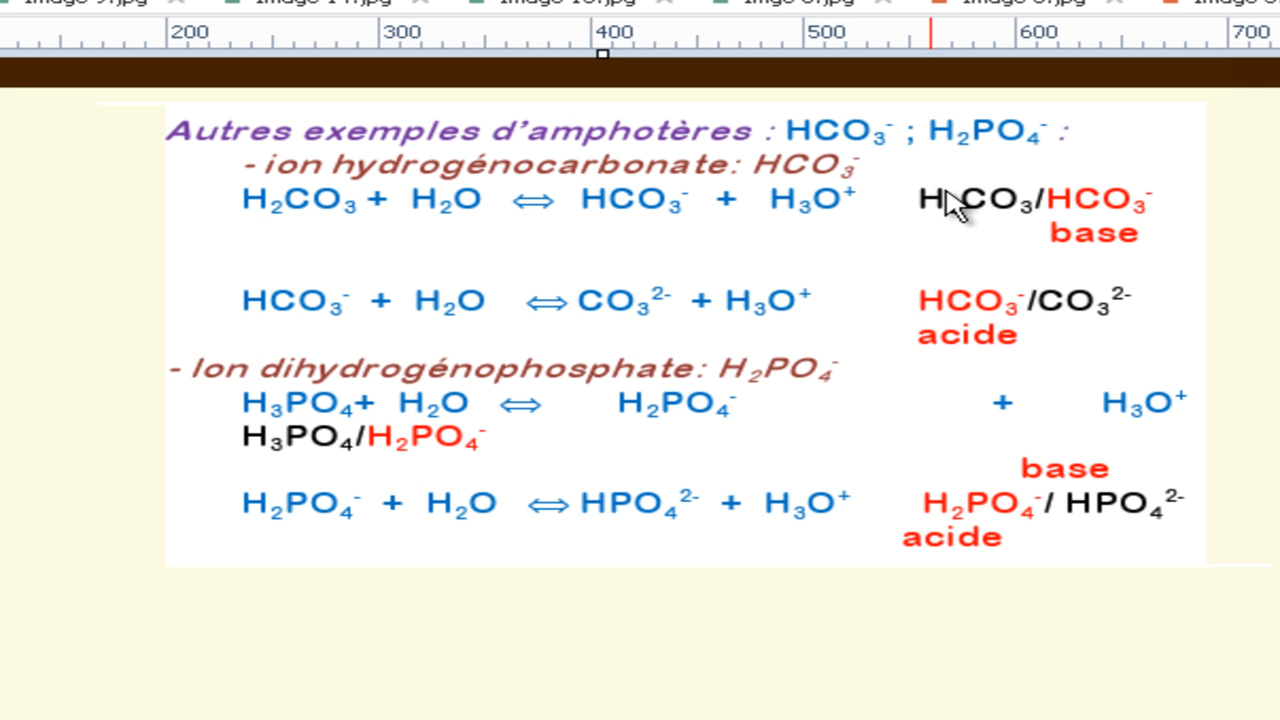 200 300 400 500 600 700
Autres exemples d'amphotères : HCO₃⁻ ; H₂PO₄⁻ :
- ion hydrogénocarbonate: HCO₃⁻
H₂CO₃ + H₂O ⇔ HCO₃⁻ + H₃O⁺ H₂CO₃/HCO₃⁻
base
HCO₃⁻ + H₂O ⇔ CO₃²⁻ + H₃O⁺ HCO₃⁻/CO₃²⁻
acide
- Ion dihydrogénophosphate: H₂PO₄⁻
H₃PO₄+ H₂O ⇔ H₂PO₄⁻ + H₃O⁺
H₃PO₄/H₂PO₄⁻
base
H₂PO₄⁻ + H₂O ⇔ HPO₄²⁻ + H₃O⁺ H₂PO₄⁻/ HPO₄²⁻
acide